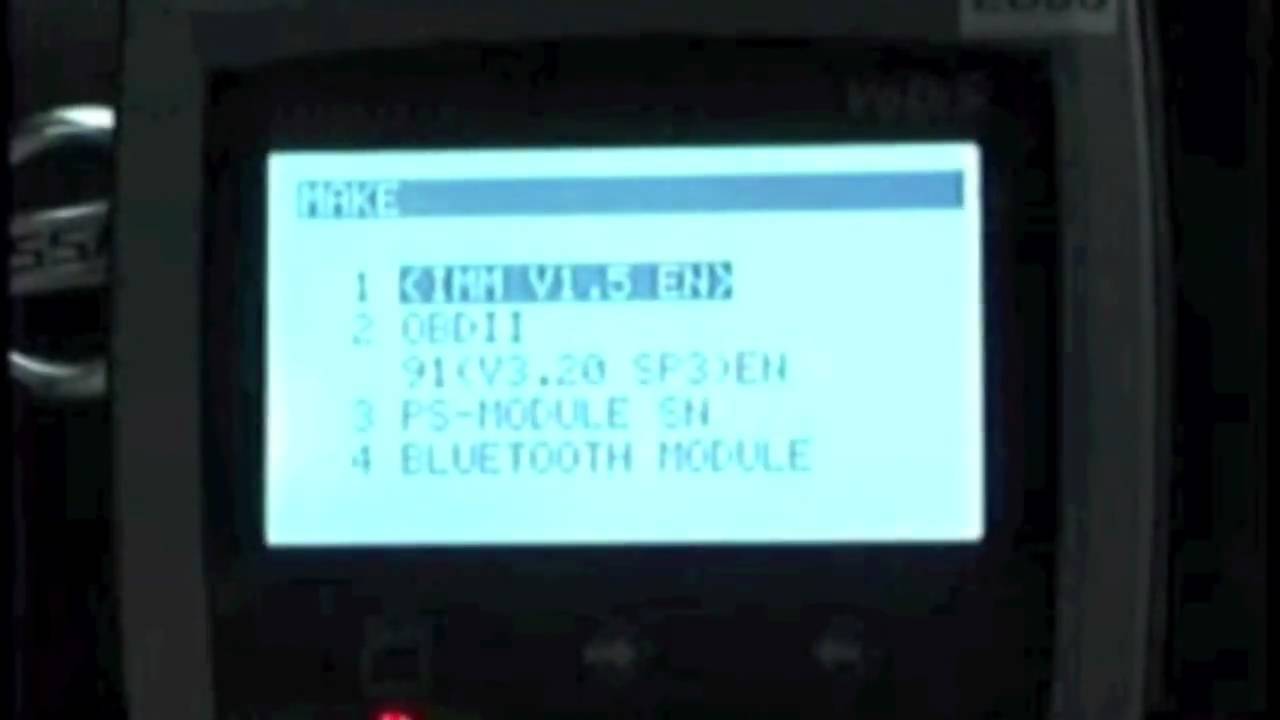 MAKE
1 <IMM V1.5 EN>
2 OBDII
91(V3.20 SP3)EN
3 PS-MODULE SN
4 BLUETOOTH MODULE